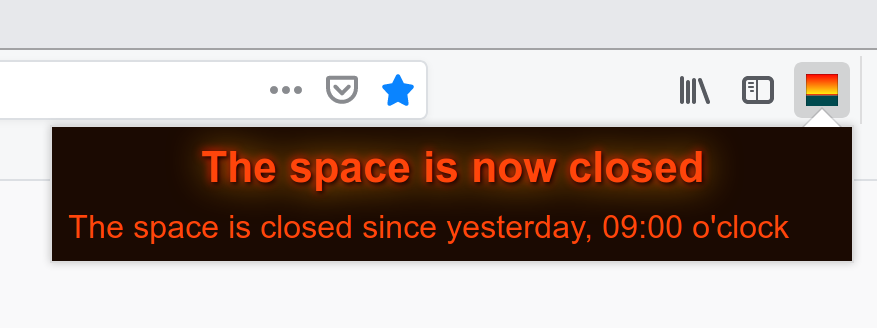 The space is now closed
The space is closed since yesterday, 09:00 o'clock